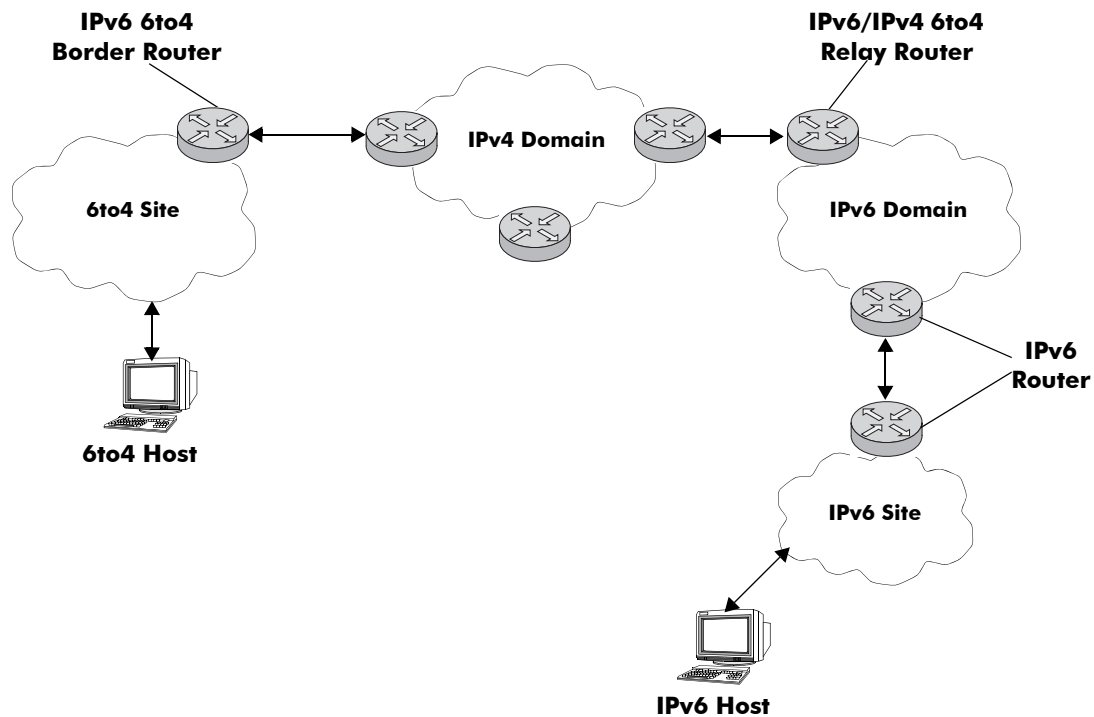 IPv6 6to4
Border Router
IPv6/IPv4 6to4
Relay Router
IPv4 Domain
6to4 Site
IPv6 Domain
IPv6
Router
6to4 Host
IPv6 Site
IPv6 Host